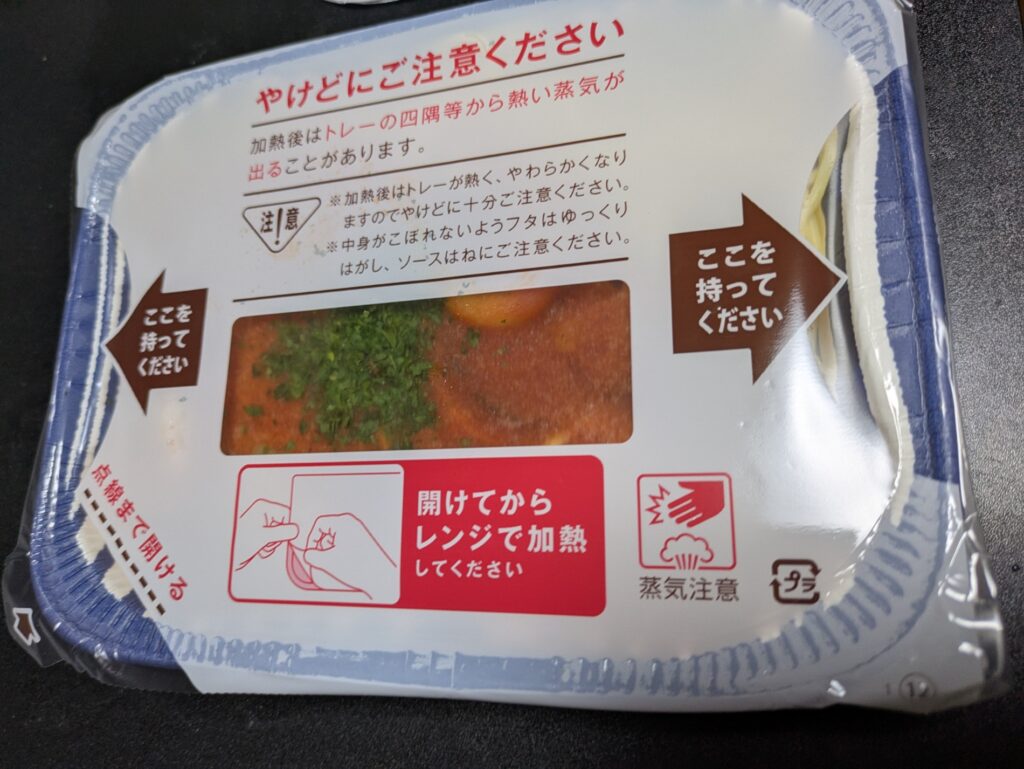 やけどにご注意ください
加熱後はトレーの四隅等から熱い蒸気が
出ることがあります。
注!意
※加熱後はトレーが熱く、やわらかくなり
ますのでやけどに十分ご注意ください。
※中身がこぼれないようフタはゆっくり
はがし、ソースはねにご注意ください。
ここを
持って
ください
ここを
持って
ください
点線まで開ける
開けてから
レンジで加熱
してください
蒸気注意
プラ
12